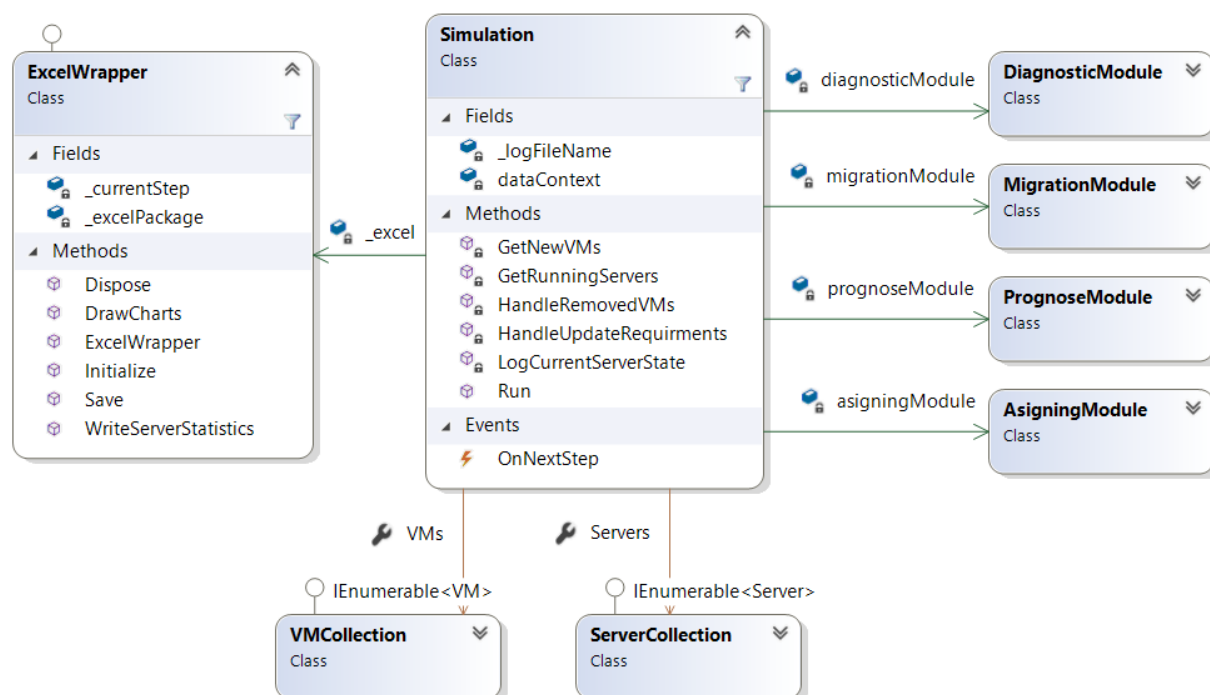 ExcelWrapper
Class
Fields
_currentStep
_excelPackage
Methods
Dispose
DrawCharts
ExcelWrapper
Initialize
Save
WriteServerStatistics
_excel
Simulation
Class
Fields
_logFileName
dataContext
Methods
GetNewVMs
GetRunningServers
HandleRemovedVMs
HandleUpdateRequirments
LogCurrentServerState
Run
Events
OnNextStep
diagnosticModule
DiagnosticModule
Class
migrationModule
MigrationModule
Class
prognoseModule
PrognoseModule
Class
asigningModule
AsigningModule
Class
VMs
Servers
IEnumerable<VM>
VMCollection
Class
IEnumerable<Server>
ServerCollection
Class